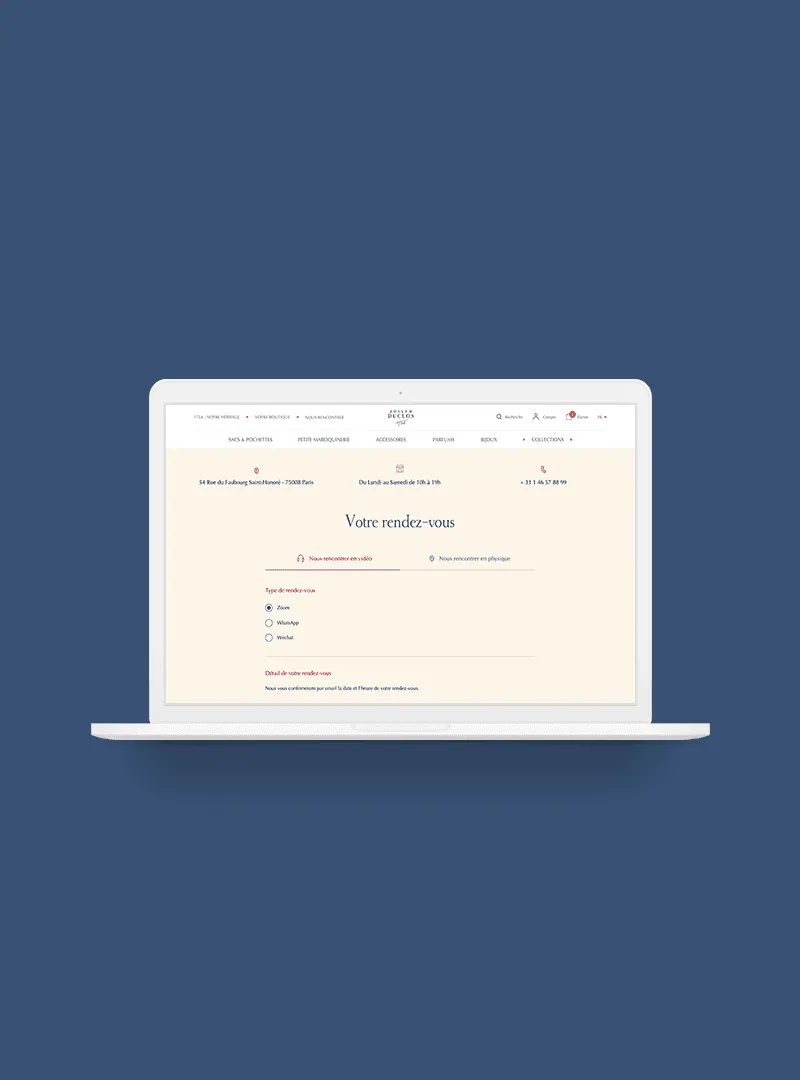 1754 - NOTRE HÉRITAGE • NOTRE BOUTIQUE • NOUS RENCONTRER
JOSEPH
DUCLOS
Recherche Compte Panier FR
SACS & POCHETTES PETITE MAROQUINERIE ACCESSOIRES PARFUMS BIJOUX • COLLECTIONS •
54 Rue du Faubourg Saint-Honoré - 75008 Paris
Du Lundi au Samedi de 10h à 19h
+ 33 1 46 57 88 99
Votre rendez-vous
Nous rencontrer en vidéo Nous rencontrer en physique
Type de rendez-vous
Zoom
WhatsApp
Wechat
Détail de votre rendez-vous
Nous vous confirmerons par email la date et l'heure de votre rendez-vous.